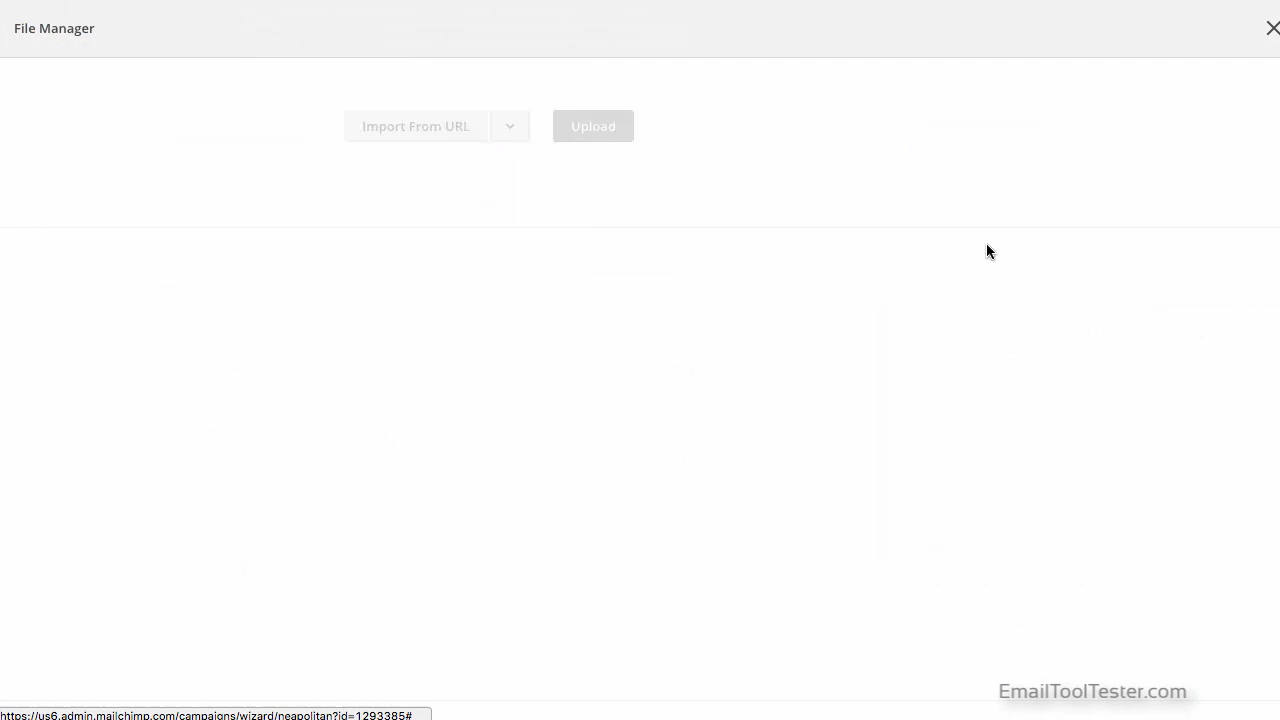 File Manager
Import From URL
Upload
EmailToolTester.com
https://us6.admin.mailchimp.com/campaigns/wizard/neapolitan?id=1293385#